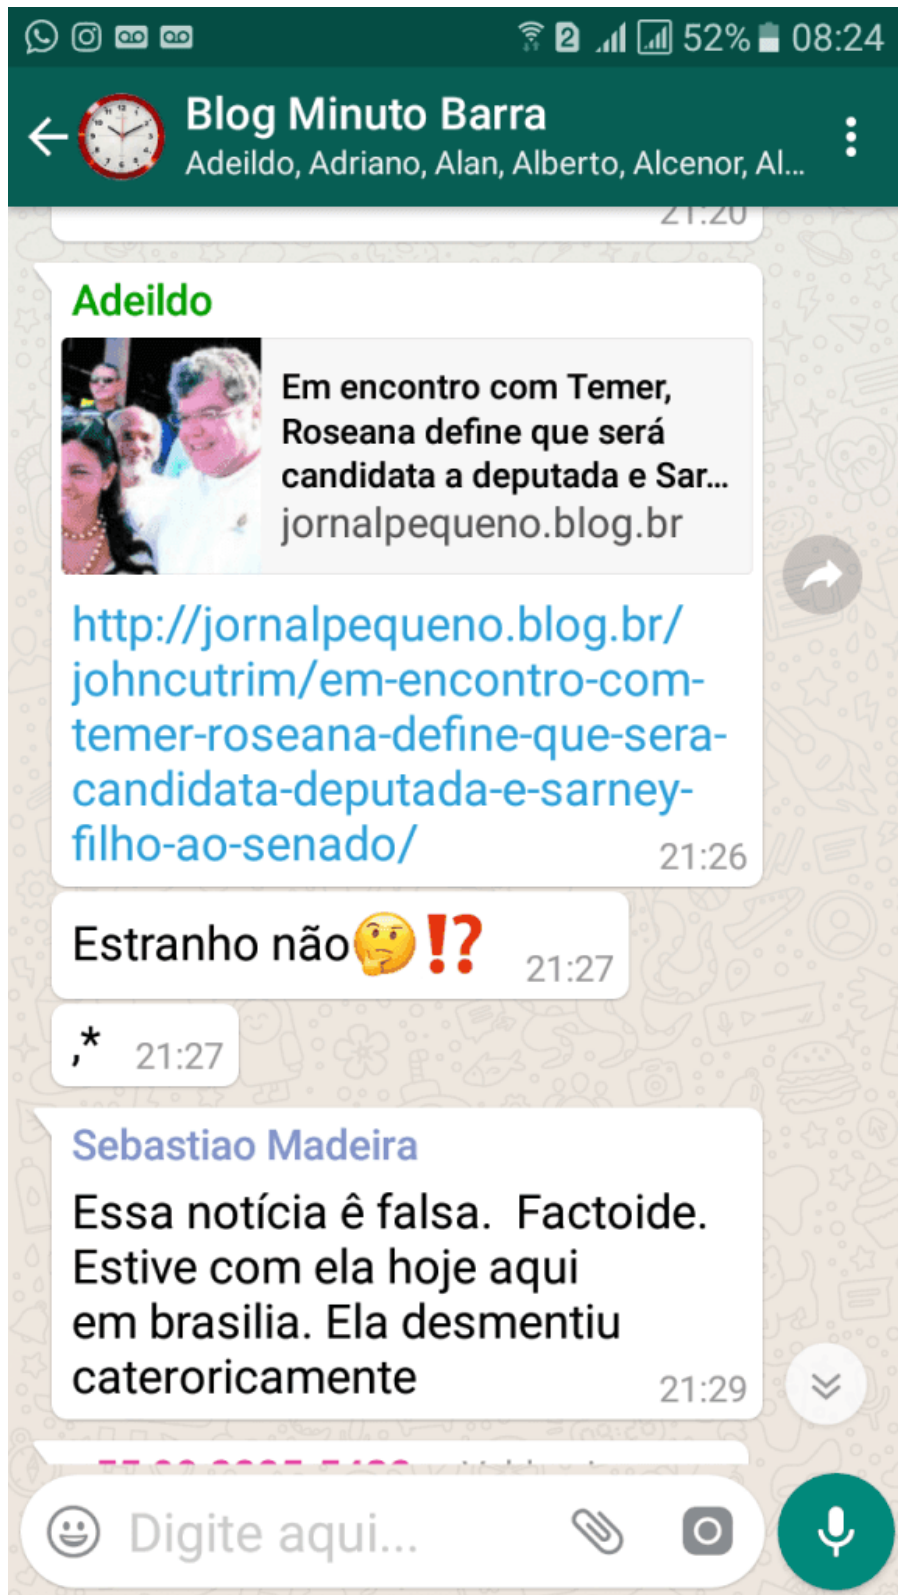 52% 08:24
Blog Minuto Barra
Adeildo, Adriano, Alan, Alberto, Alcenor, Al...
21:20
Adeildo
Em encontro com Temer,
Roseana define que será
candidata a deputada e Sar...
jornalpequeno.blog.br
http://jornalpequeno.blog.br/
johncutrim/em-encontro-com-
temer-roseana-define-que-sera-
candidata-deputada-e-sarney-
filho-ao-senado/
21:26
Estranho não🤔⁉️ 21:27
,* 21:27
Sebastiao Madeira
Essa notícia ê falsa.  Factoide.
Estive com ela hoje aqui
em brasilia. Ela desmentiu
cateroricamente
21:29
Digite aqui...